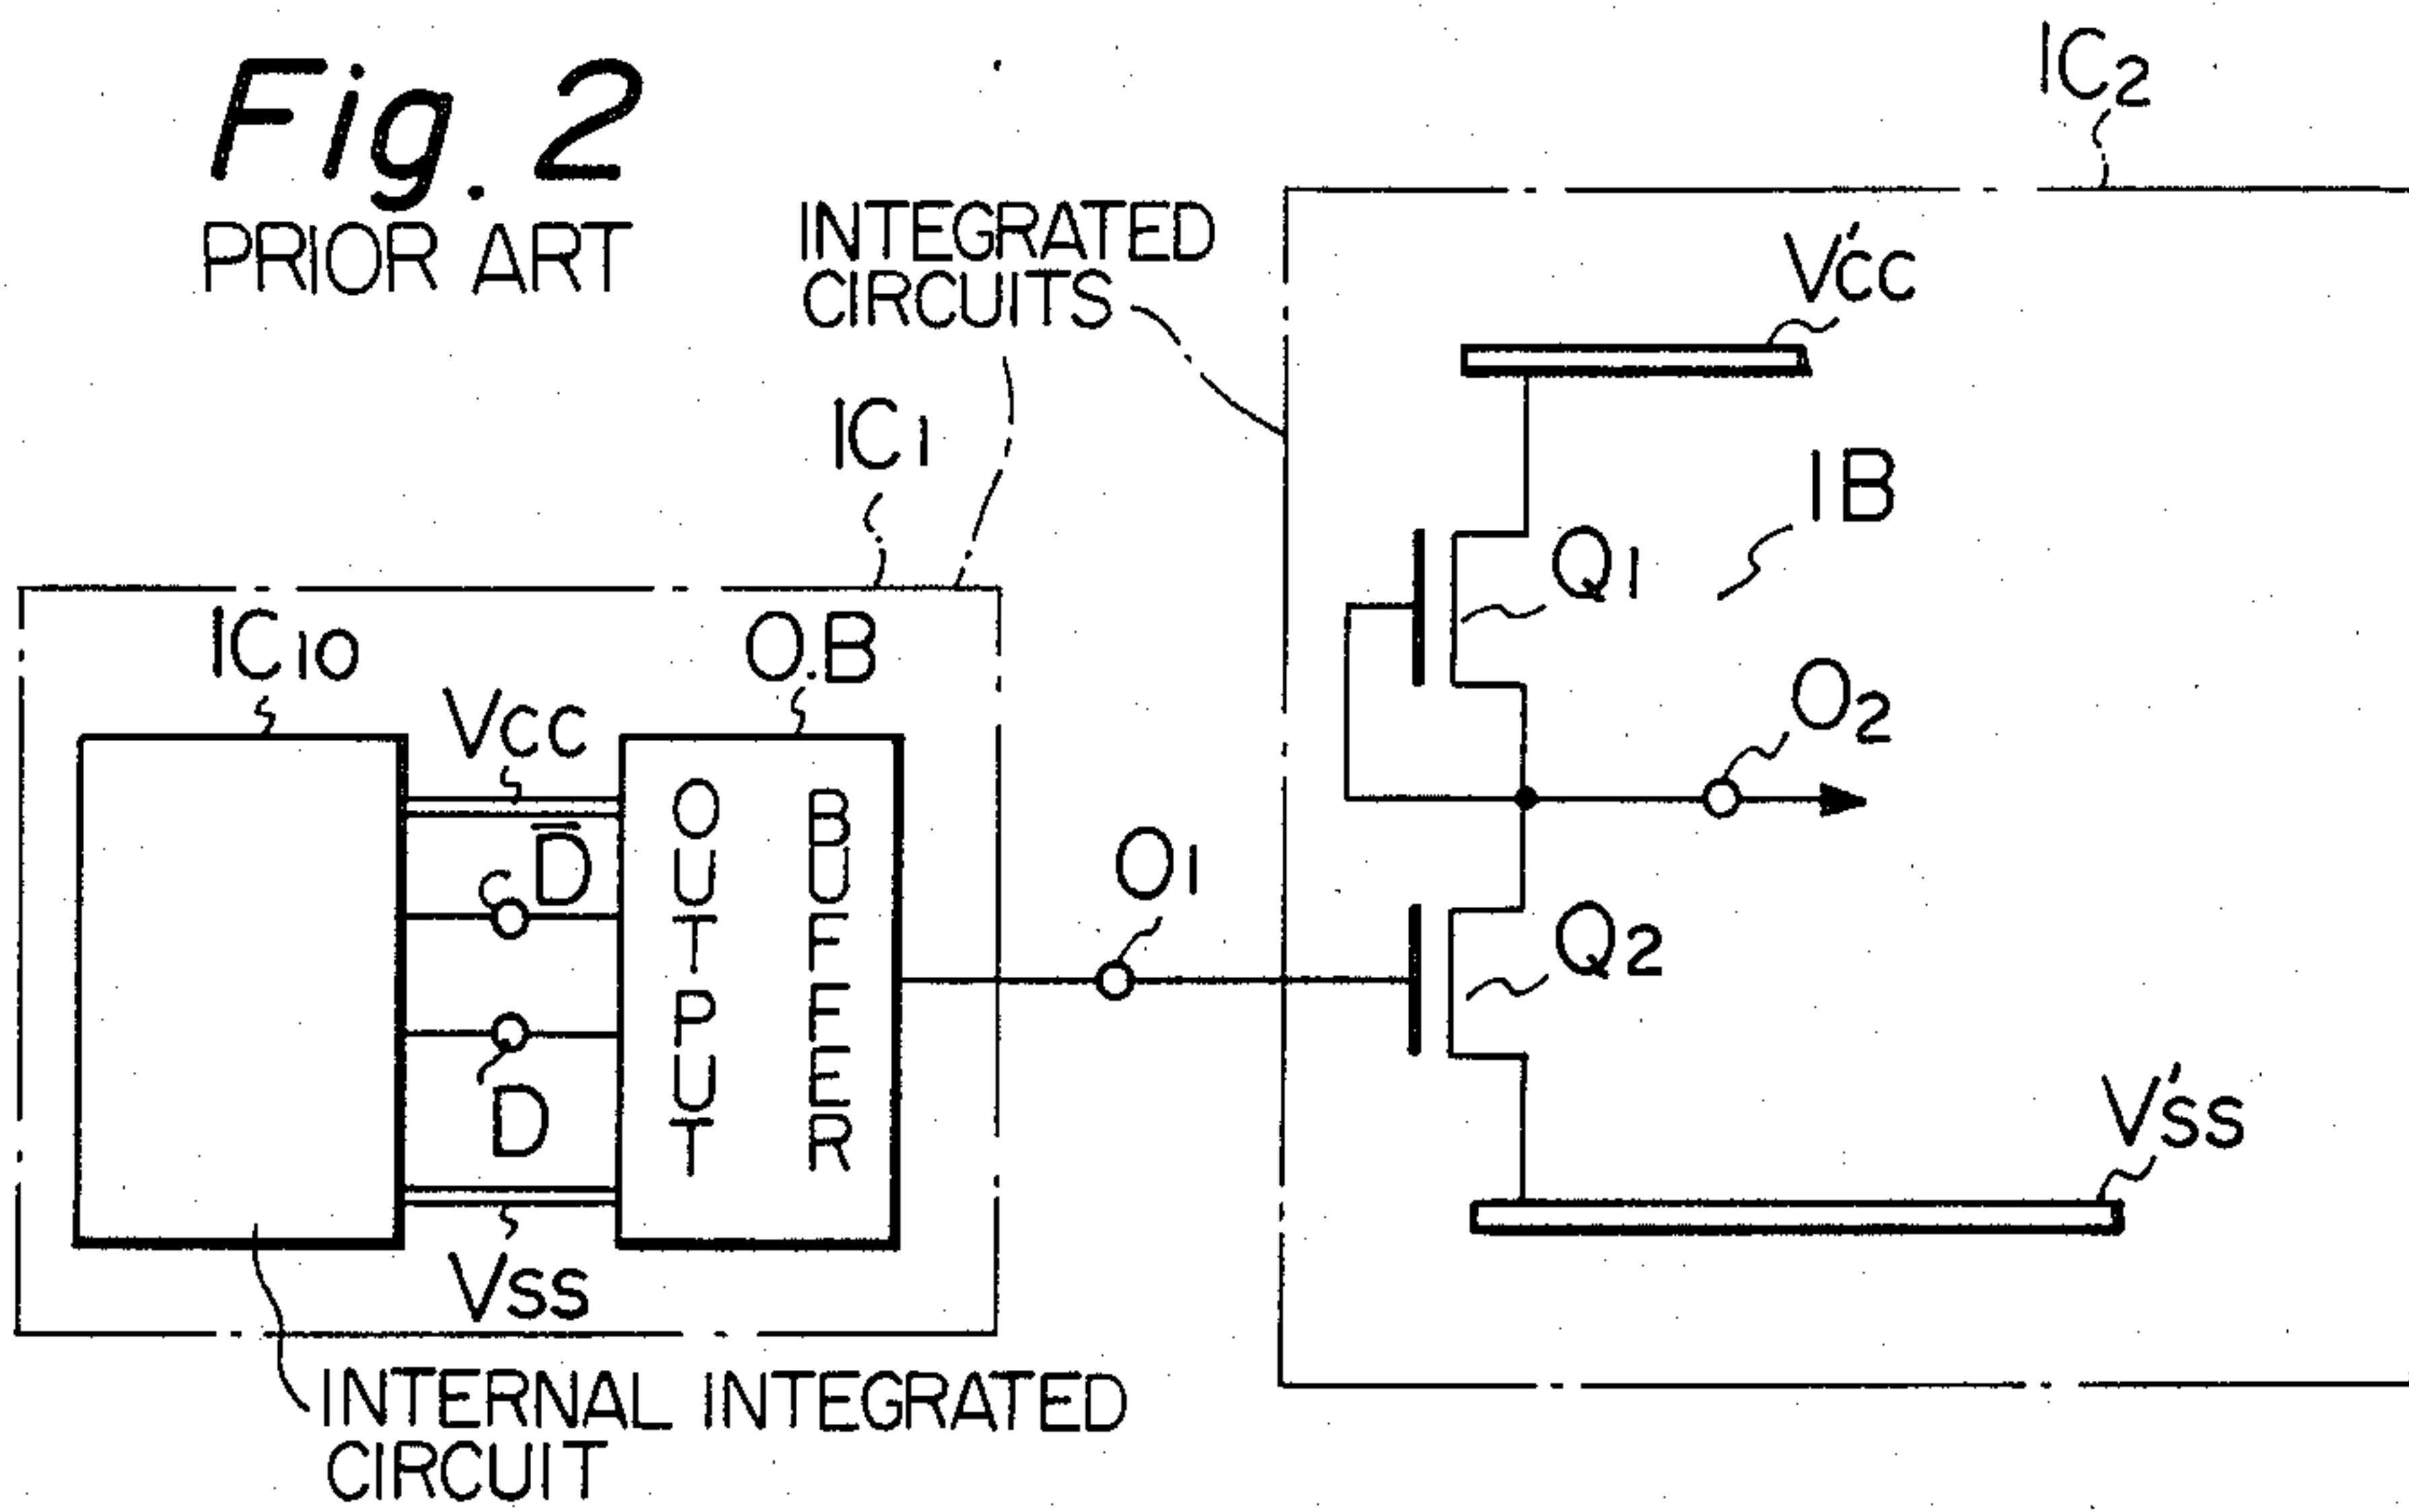 Fig. 2
PRIOR ART
INTEGRATED
CIRCUITS
IC2
V'cc
IC1
IB
Q1
IC10
O.B
Vcc
O2
D̄
OUTPUT
BUFFER
O1
Q2
D
V'ss
Vss
INTERNAL INTEGRATED
CIRCUIT